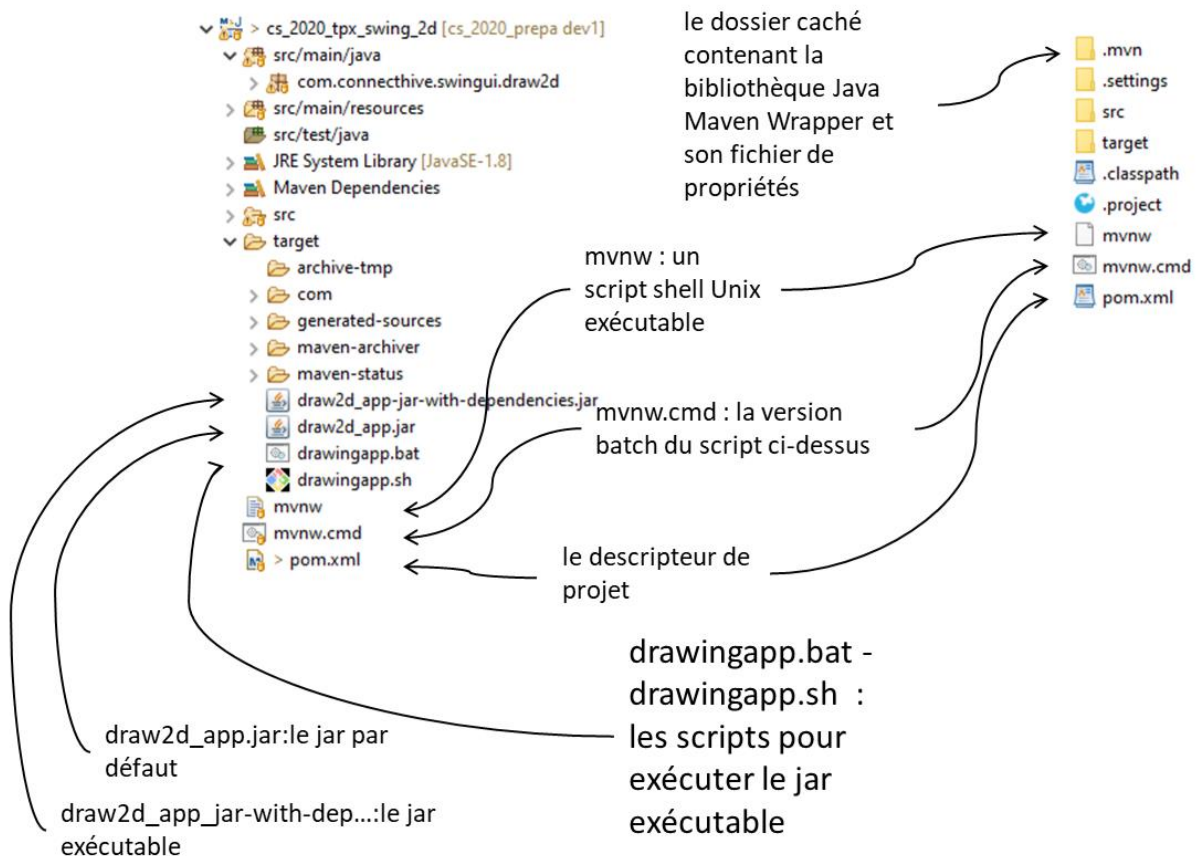 > cs_2020_tpx_swing_2d [cs_2020_prepa dev1]
src/main/java
com.connecthive.swingui.draw2d
src/main/resources
src/test/java
JRE System Library [JavaSE-1.8]
Maven Dependencies
src
target
archive-tmp
com
generated-sources
maven-archiver
maven-status
draw2d_app-jar-with-dependencies.jar
draw2d_app.jar
drawingapp.bat
drawingapp.sh
mvnw
mvnw.cmd
> pom.xml
le dossier caché
contenant la
bibliothèque Java
Maven Wrapper et
son fichier de
propriétés
.mvn
.settings
src
target
.classpath
.project
mvnw
mvnw.cmd
pom.xml
mvnw : un
script shell Unix
exécutable
mvnw.cmd : la version
batch du script ci-dessus
le descripteur de
projet
drawingapp.bat -
drawingapp.sh :
les scripts pour
exécuter le jar
exécutable
draw2d_app.jar:le jar par
défaut
draw2d_app_jar-with-dep...:le jar
exécutable